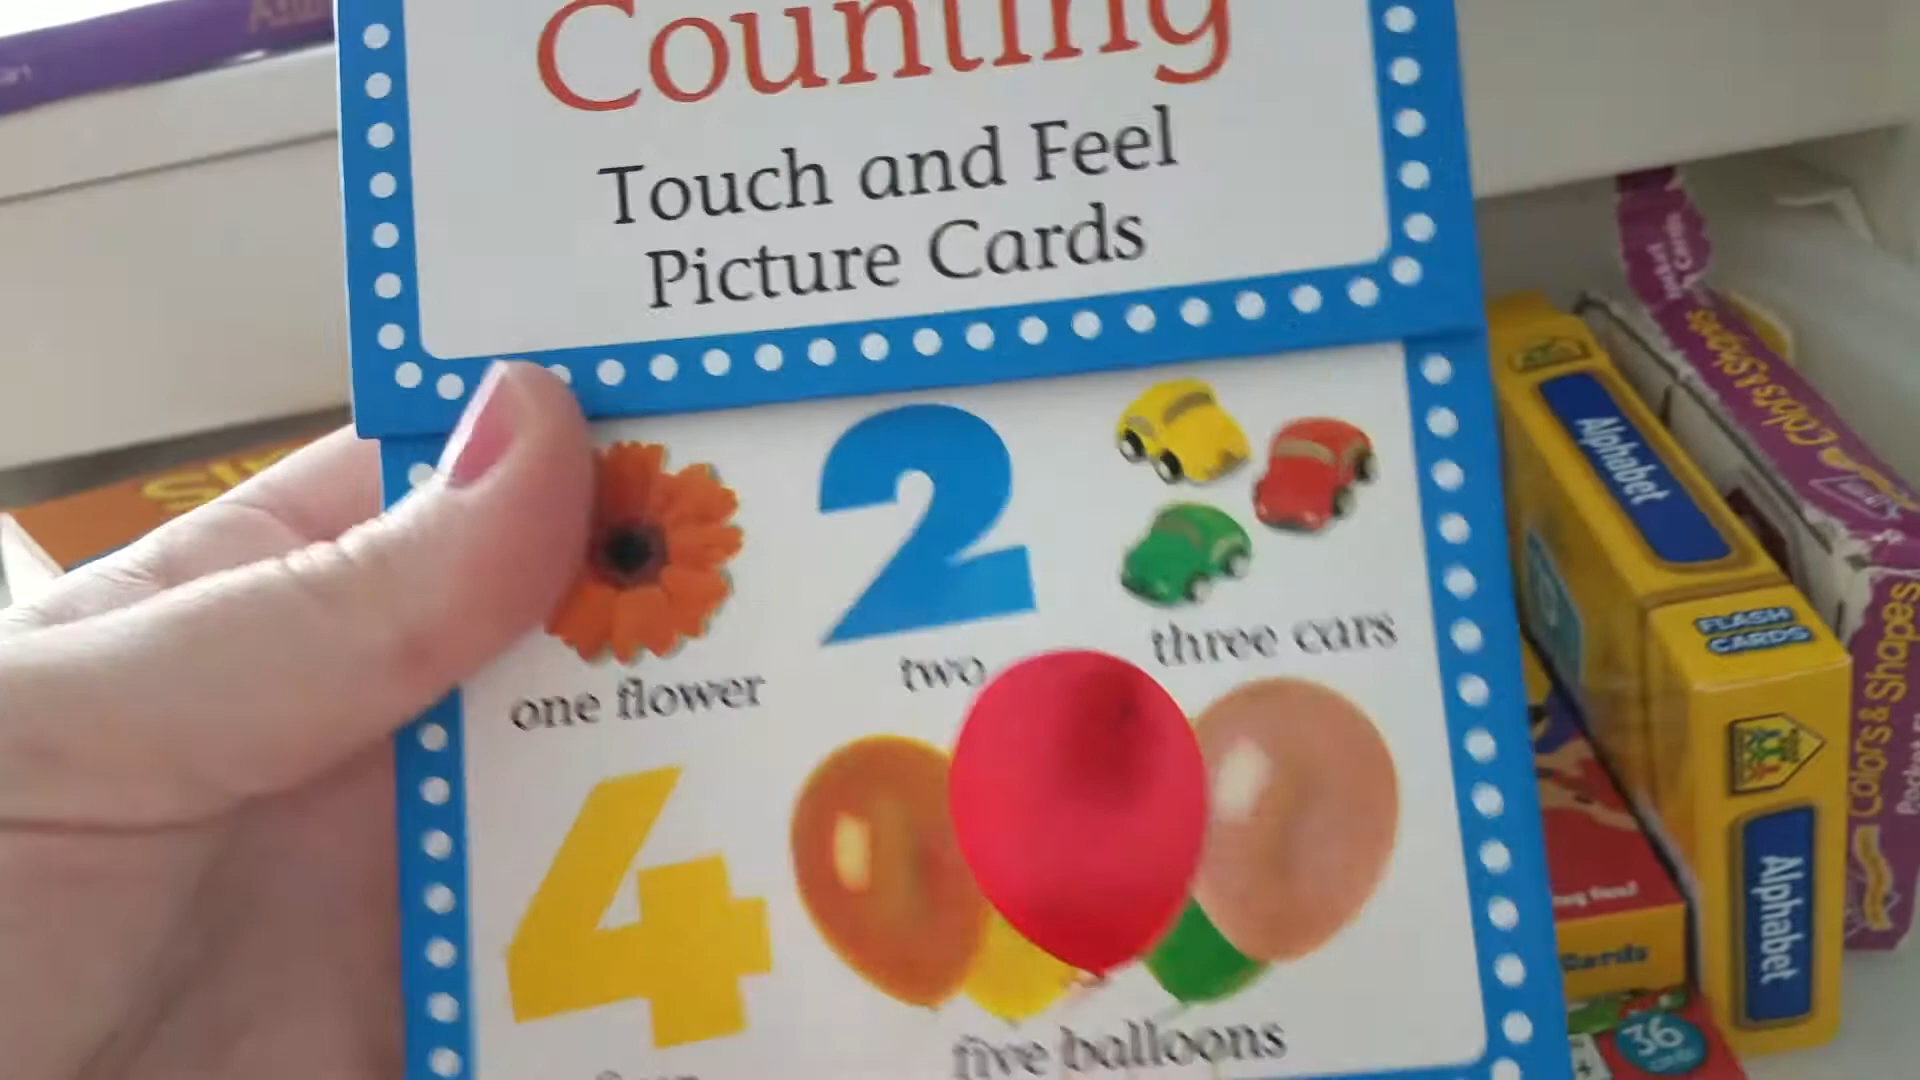 Counting
Touch and Feel
Picture Cards
2
one flower
two
three cars
4
five balloons
Alphabet
FLASH
CARDS
Alphabet
Colors & Shapes
Colors & Shapes
Cards
36